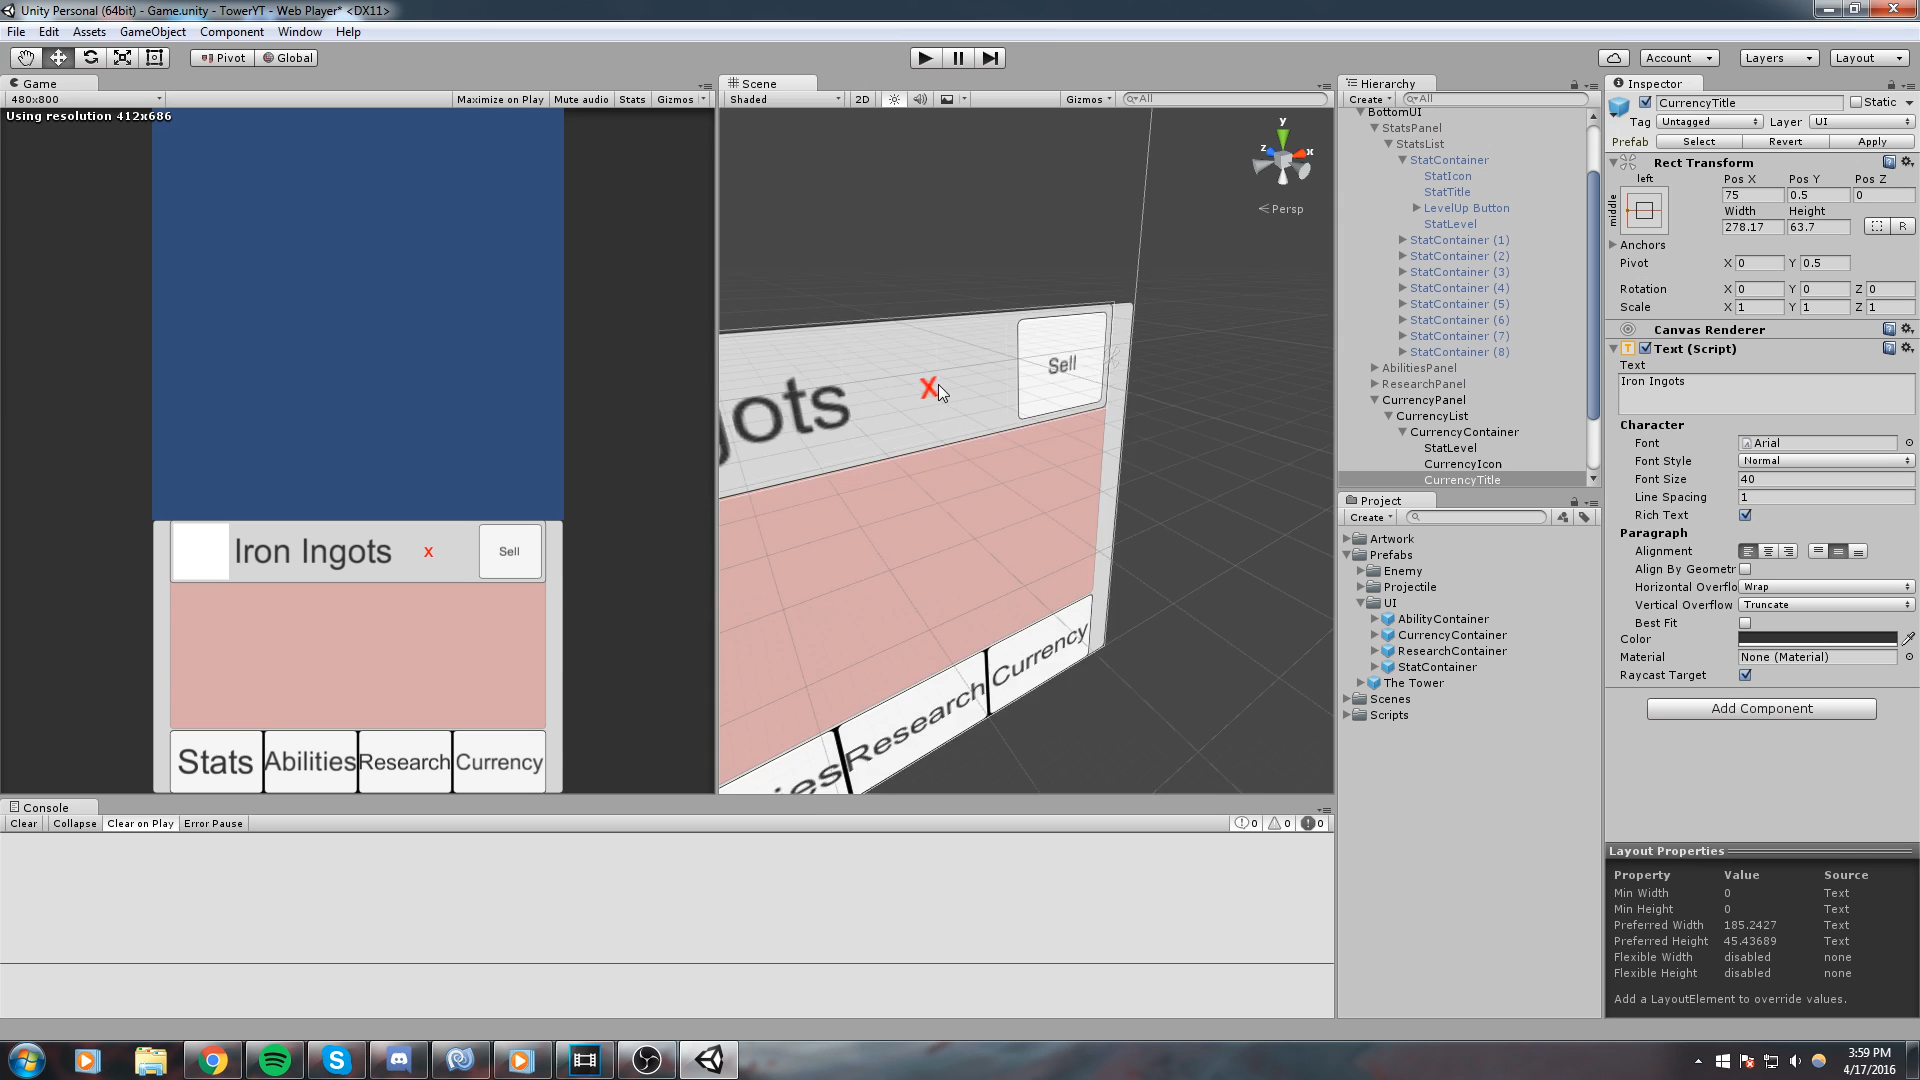 Unity Personal (64bit) - Game.unity - TowerYT - Web Player* <DX11>
File Edit Assets GameObject Component Window Help
Pivot Global
Account Layers Layout
Game
480x800
Maximize on Play Mute audio Stats Gizmos
Using resolution 412x686
Iron Ingots x Sell
Stats Abilities Research Currency
Scene
Shaded 2D Gizmos All
y
z x
Persp
gots x Sell
ies Research Currency
Hierarchy
Create All
BottomUI
StatsPanel
StatsList
StatContainer
StatIcon
StatTitle
LevelUp Button
StatLevel
StatContainer (1)
StatContainer (2)
StatContainer (3)
StatContainer (4)
StatContainer (5)
StatContainer (6)
StatContainer (7)
StatContainer (8)
AbilitiesPanel
ResearchPanel
CurrencyPanel
CurrencyList
CurrencyContainer
StatLevel
CurrencyIcon
CurrencyTitle
Project
Create
Artwork
Prefabs
Enemy
Projectile
UI
AbilityContainer
CurrencyContainer
ResearchContainer
StatContainer
The Tower
Scenes
Scripts
Inspector
CurrencyTitle Static
Tag Untagged Layer UI
Prefab Select Revert Apply
Rect Transform
left Pos X Pos Y Pos Z
middle 75 0.5 0
Width Height
278.17 63.7 R
Anchors
Pivot X 0 Y 0.5
Rotation X 0 Y 0 Z 0
Scale X 1 Y 1 Z 1
Canvas Renderer
Text (Script)
Text
Iron Ingots
Character
Font Arial
Font Style Normal
Font Size 40
Line Spacing 1
Rich Text
Paragraph
Alignment
Align By Geometr
Horizontal Overflo Wrap
Vertical Overflow Truncate
Best Fit
Color
Material None (Material)
Raycast Target
Add Component
Layout Properties
Property Value Source
Min Width 0 Text
Min Height 0 Text
Preferred Width 185.2427 Text
Preferred Height 45.43689 Text
Flexible Width disabled none
Flexible Height disabled none
Add a LayoutElement to override values.
Console
Clear Collapse Clear on Play Error Pause 0 0 0
3:59 PM
4/17/2016